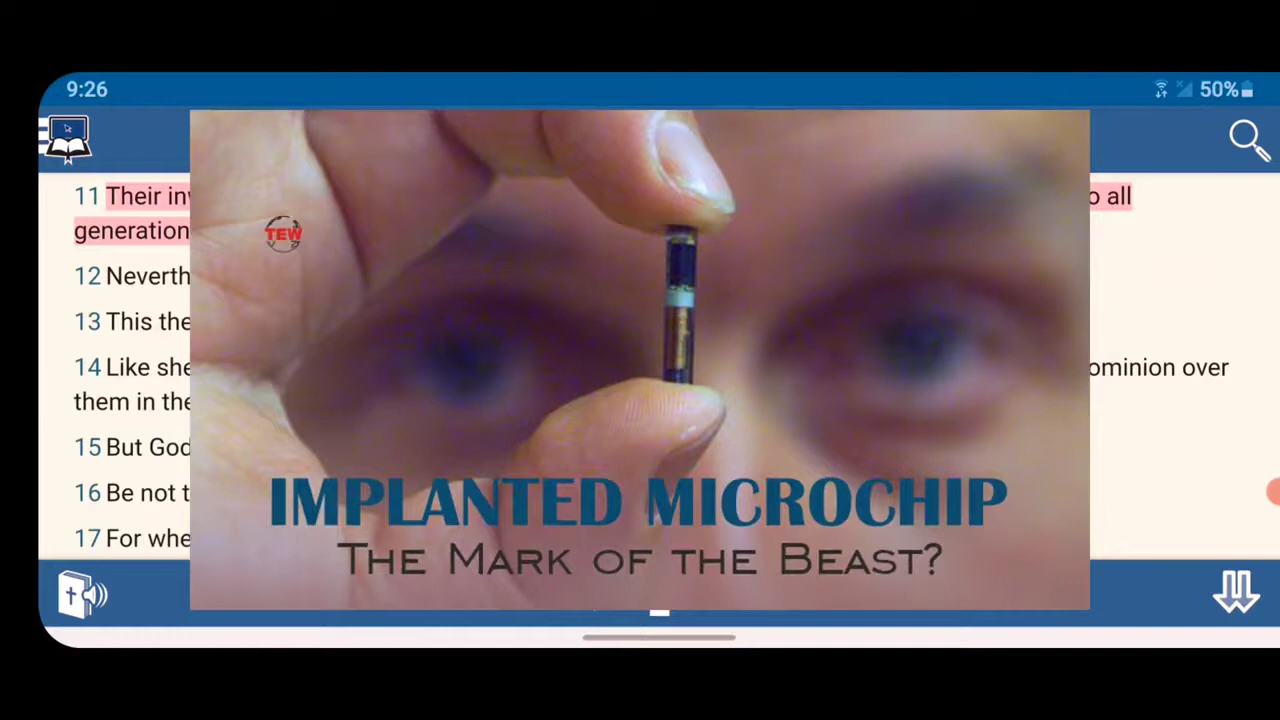 9:26
50%
11 Their inv
o all
generation
TEW
12 Neverth
13 This the
14 Like she
ominion over
them in the
15 But God
16 Be not t
17 For whe
IMPLANTED MICROCHIP
THE MARK OF THE BEAST?